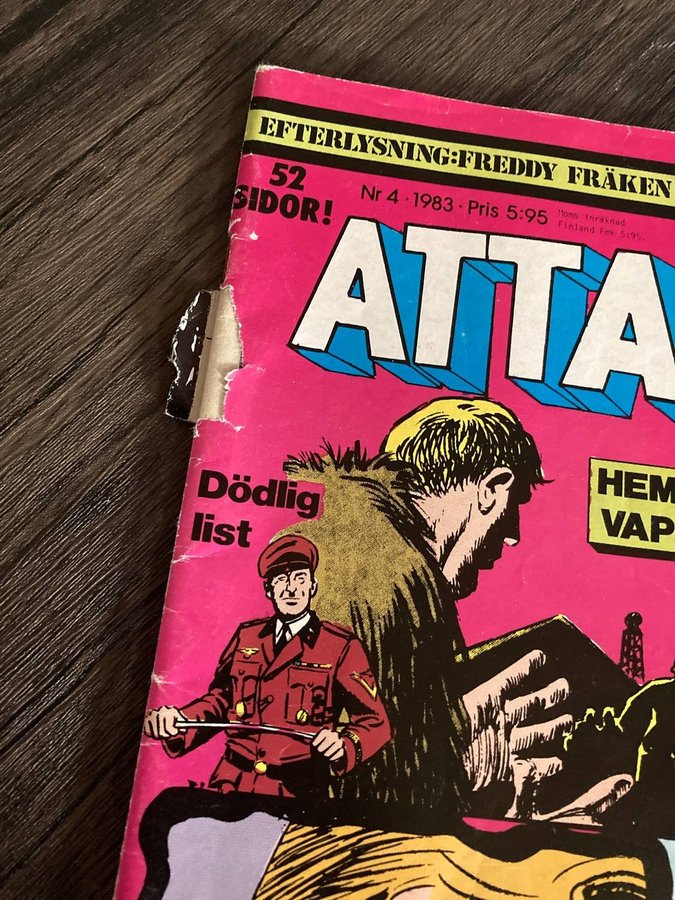 EFTERLYSNING:FREDDY FRÄKEN
52
SIDOR!
Nr 4 · 1983 · Pris 5:95
Moms inräknad
Finland Fmk 5:95.
ATTA
HEM
VAP
Dödlig
list